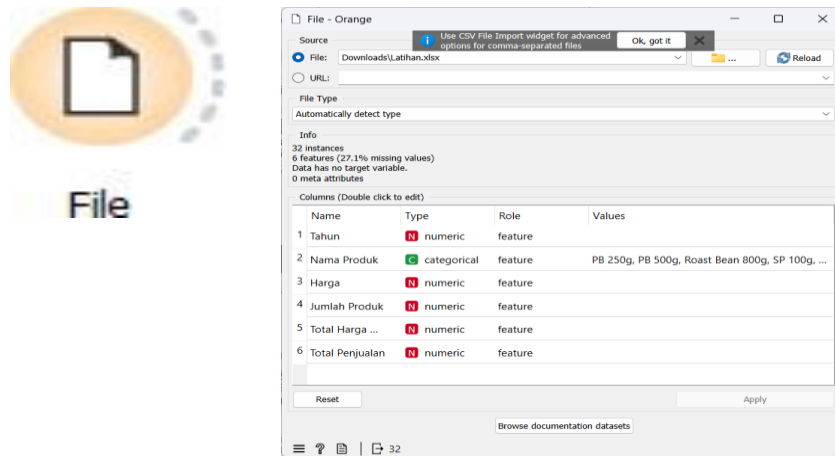 File
File - Orange
Source
Use CSV File Import widget for advanced
options for comma-separated files
Ok, got it
File: Downloads\Latihan.xlsx ... Reload
URL:
File Type
Automatically detect type
Info
32 instances
6 features (27.1% missing values)
Data has no target variable.
0 meta attributes
Columns (Double click to edit)
Name Type Role Values
1 Tahun N numeric feature
2 Nama Produk C categorical feature PB 250g, PB 500g, Roast Bean 800g, SP 100g, ...
3 Harga N numeric feature
4 Jumlah Produk N numeric feature
5 Total Harga ... N numeric feature
6 Total Penjualan N numeric feature
Reset Apply
Browse documentation datasets
32